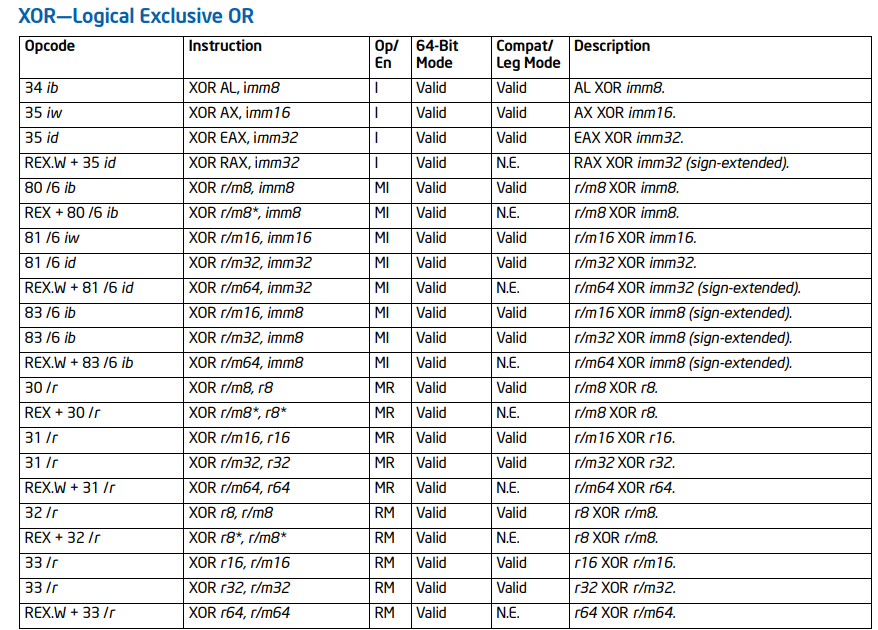 XOR—Logical Exclusive OR
Opcode Instruction Op/ En 64-Bit Mode Compat/ Leg Mode Description
34 ib XOR AL, imm8 I Valid Valid AL XOR imm8.
35 iw XOR AX, imm16 I Valid Valid AX XOR imm16.
35 id XOR EAX, imm32 I Valid Valid EAX XOR imm32.
REX.W + 35 id XOR RAX, imm32 I Valid N.E. RAX XOR imm32 (sign-extended).
80 /6 ib XOR r/m8, imm8 MI Valid Valid r/m8 XOR imm8.
REX + 80 /6 ib XOR r/m8*, imm8 MI Valid N.E. r/m8 XOR imm8.
81 /6 iw XOR r/m16, imm16 MI Valid Valid r/m16 XOR imm16.
81 /6 id XOR r/m32, imm32 MI Valid Valid r/m32 XOR imm32.
REX.W + 81 /6 id XOR r/m64, imm32 MI Valid N.E. r/m64 XOR imm32 (sign-extended).
83 /6 ib XOR r/m16, imm8 MI Valid Valid r/m16 XOR imm8 (sign-extended).
83 /6 ib XOR r/m32, imm8 MI Valid Valid r/m32 XOR imm8 (sign-extended).
REX.W + 83 /6 ib XOR r/m64, imm8 MI Valid N.E. r/m64 XOR imm8 (sign-extended).
30 /r XOR r/m8, r8 MR Valid Valid r/m8 XOR r8.
REX + 30 /r XOR r/m8*, r8* MR Valid N.E. r/m8 XOR r8.
31 /r XOR r/m16, r16 MR Valid Valid r/m16 XOR r16.
31 /r XOR r/m32, r32 MR Valid Valid r/m32 XOR r32.
REX.W + 31 /r XOR r/m64, r64 MR Valid N.E. r/m64 XOR r64.
32 /r XOR r8, r/m8 RM Valid Valid r8 XOR r/m8.
REX + 32 /r XOR r8*, r/m8* RM Valid N.E. r8 XOR r/m8.
33 /r XOR r16, r/m16 RM Valid Valid r16 XOR r/m16.
33 /r XOR r32, r/m32 RM Valid Valid r32 XOR r/m32.
REX.W + 33 /r XOR r64, r/m64 RM Valid N.E. r64 XOR r/m64.